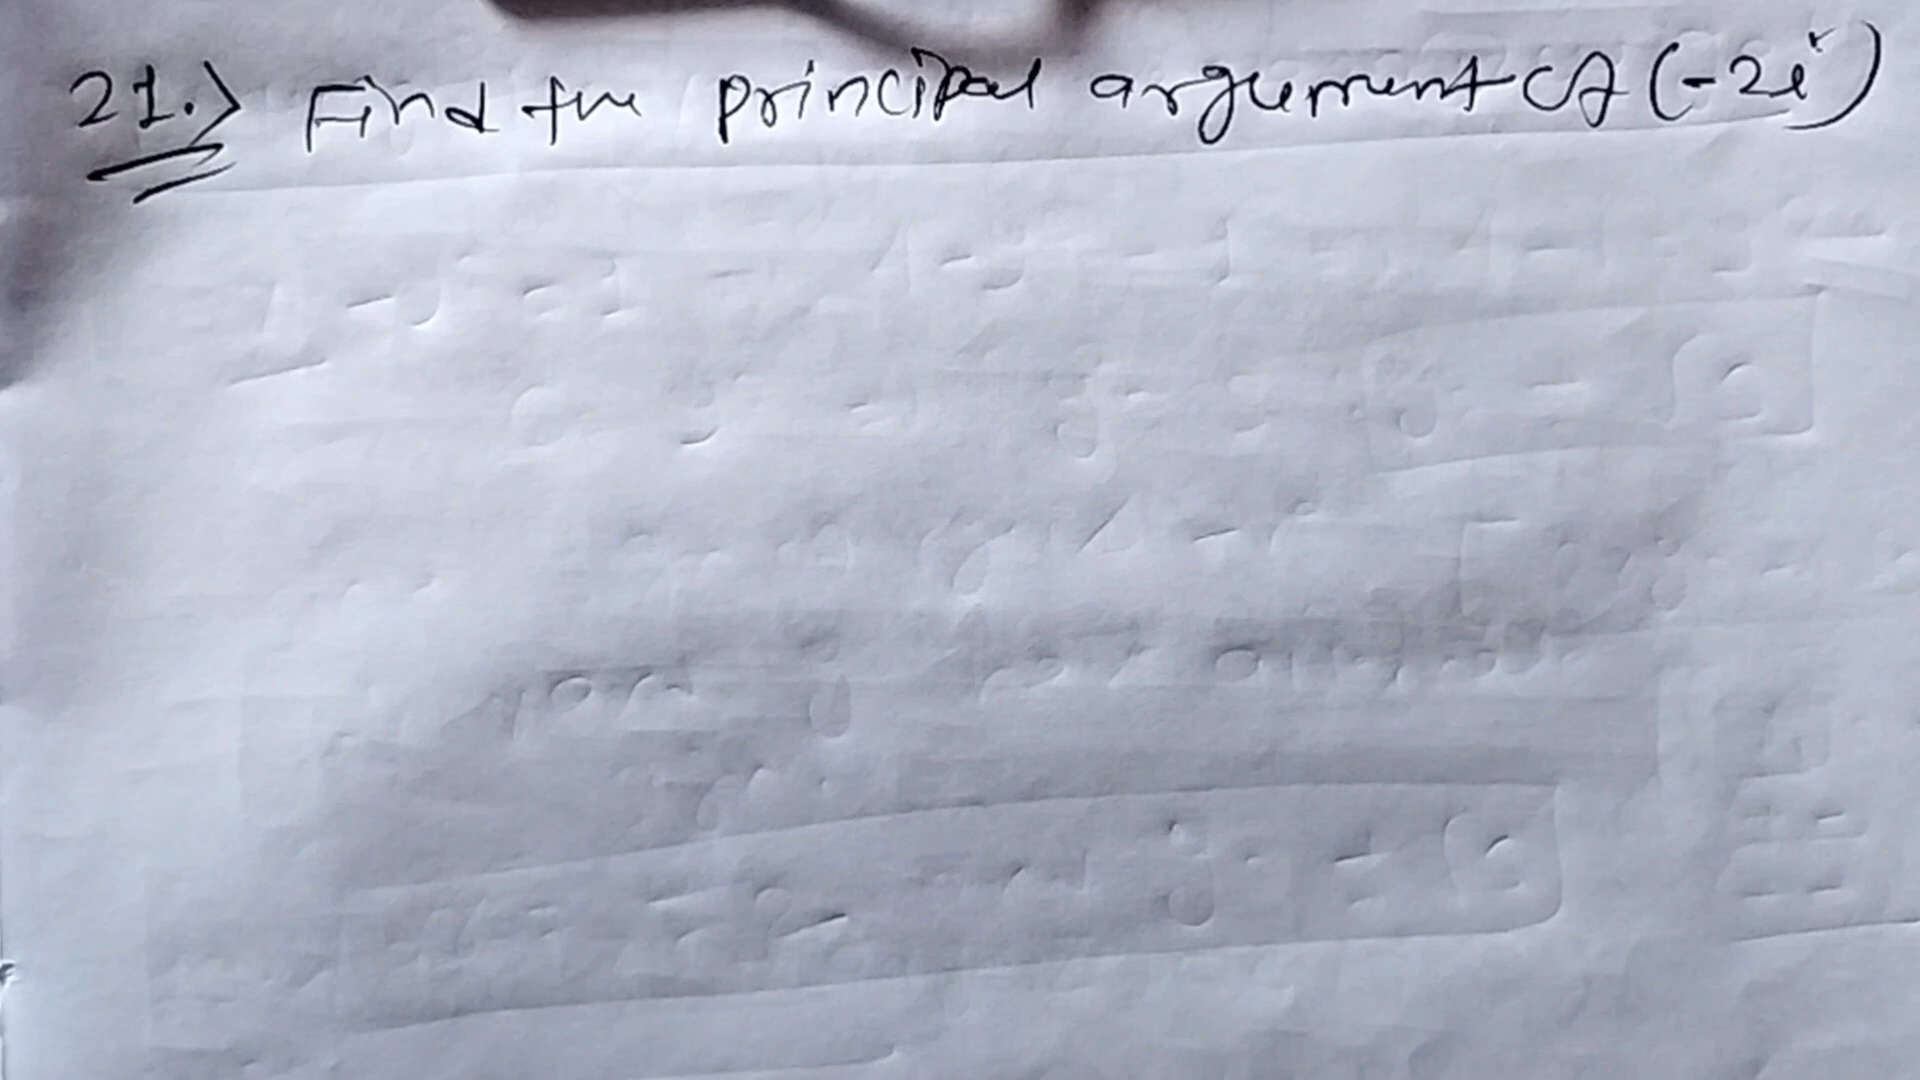 21.> Find the principal argument of (-2i)